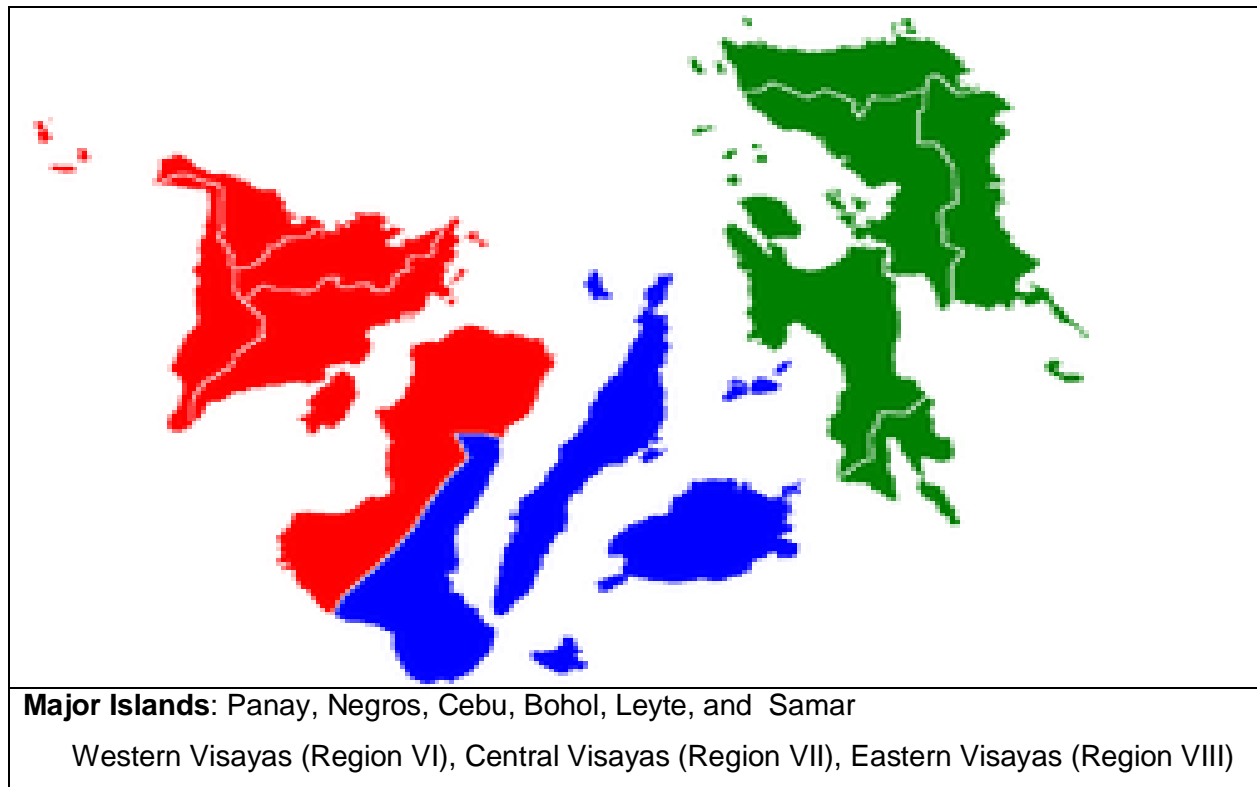 Major Islands: Panay, Negros, Cebu, Bohol, Leyte, and Samar
Western Visayas (Region VI), Central Visayas (Region VII), Eastern Visayas (Region VIII)